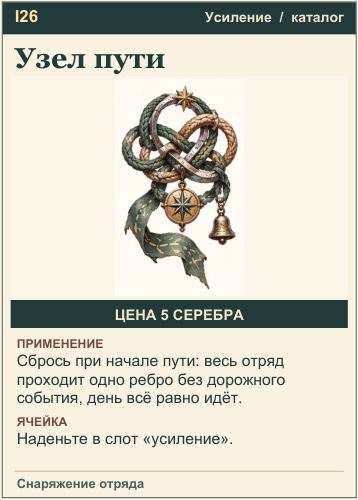 I26
Усиление / каталог
Узел пути
ЦЕНА 5 СЕРЕБРА
ПРИМЕНЕНИЕ
Сбрось при начале пути: весь отряд
проходит одно ребро без дорожного
события, день всё равно идёт.
ЯЧЕЙКА
Наденьте в слот «усиление».
Снаряжение отряда